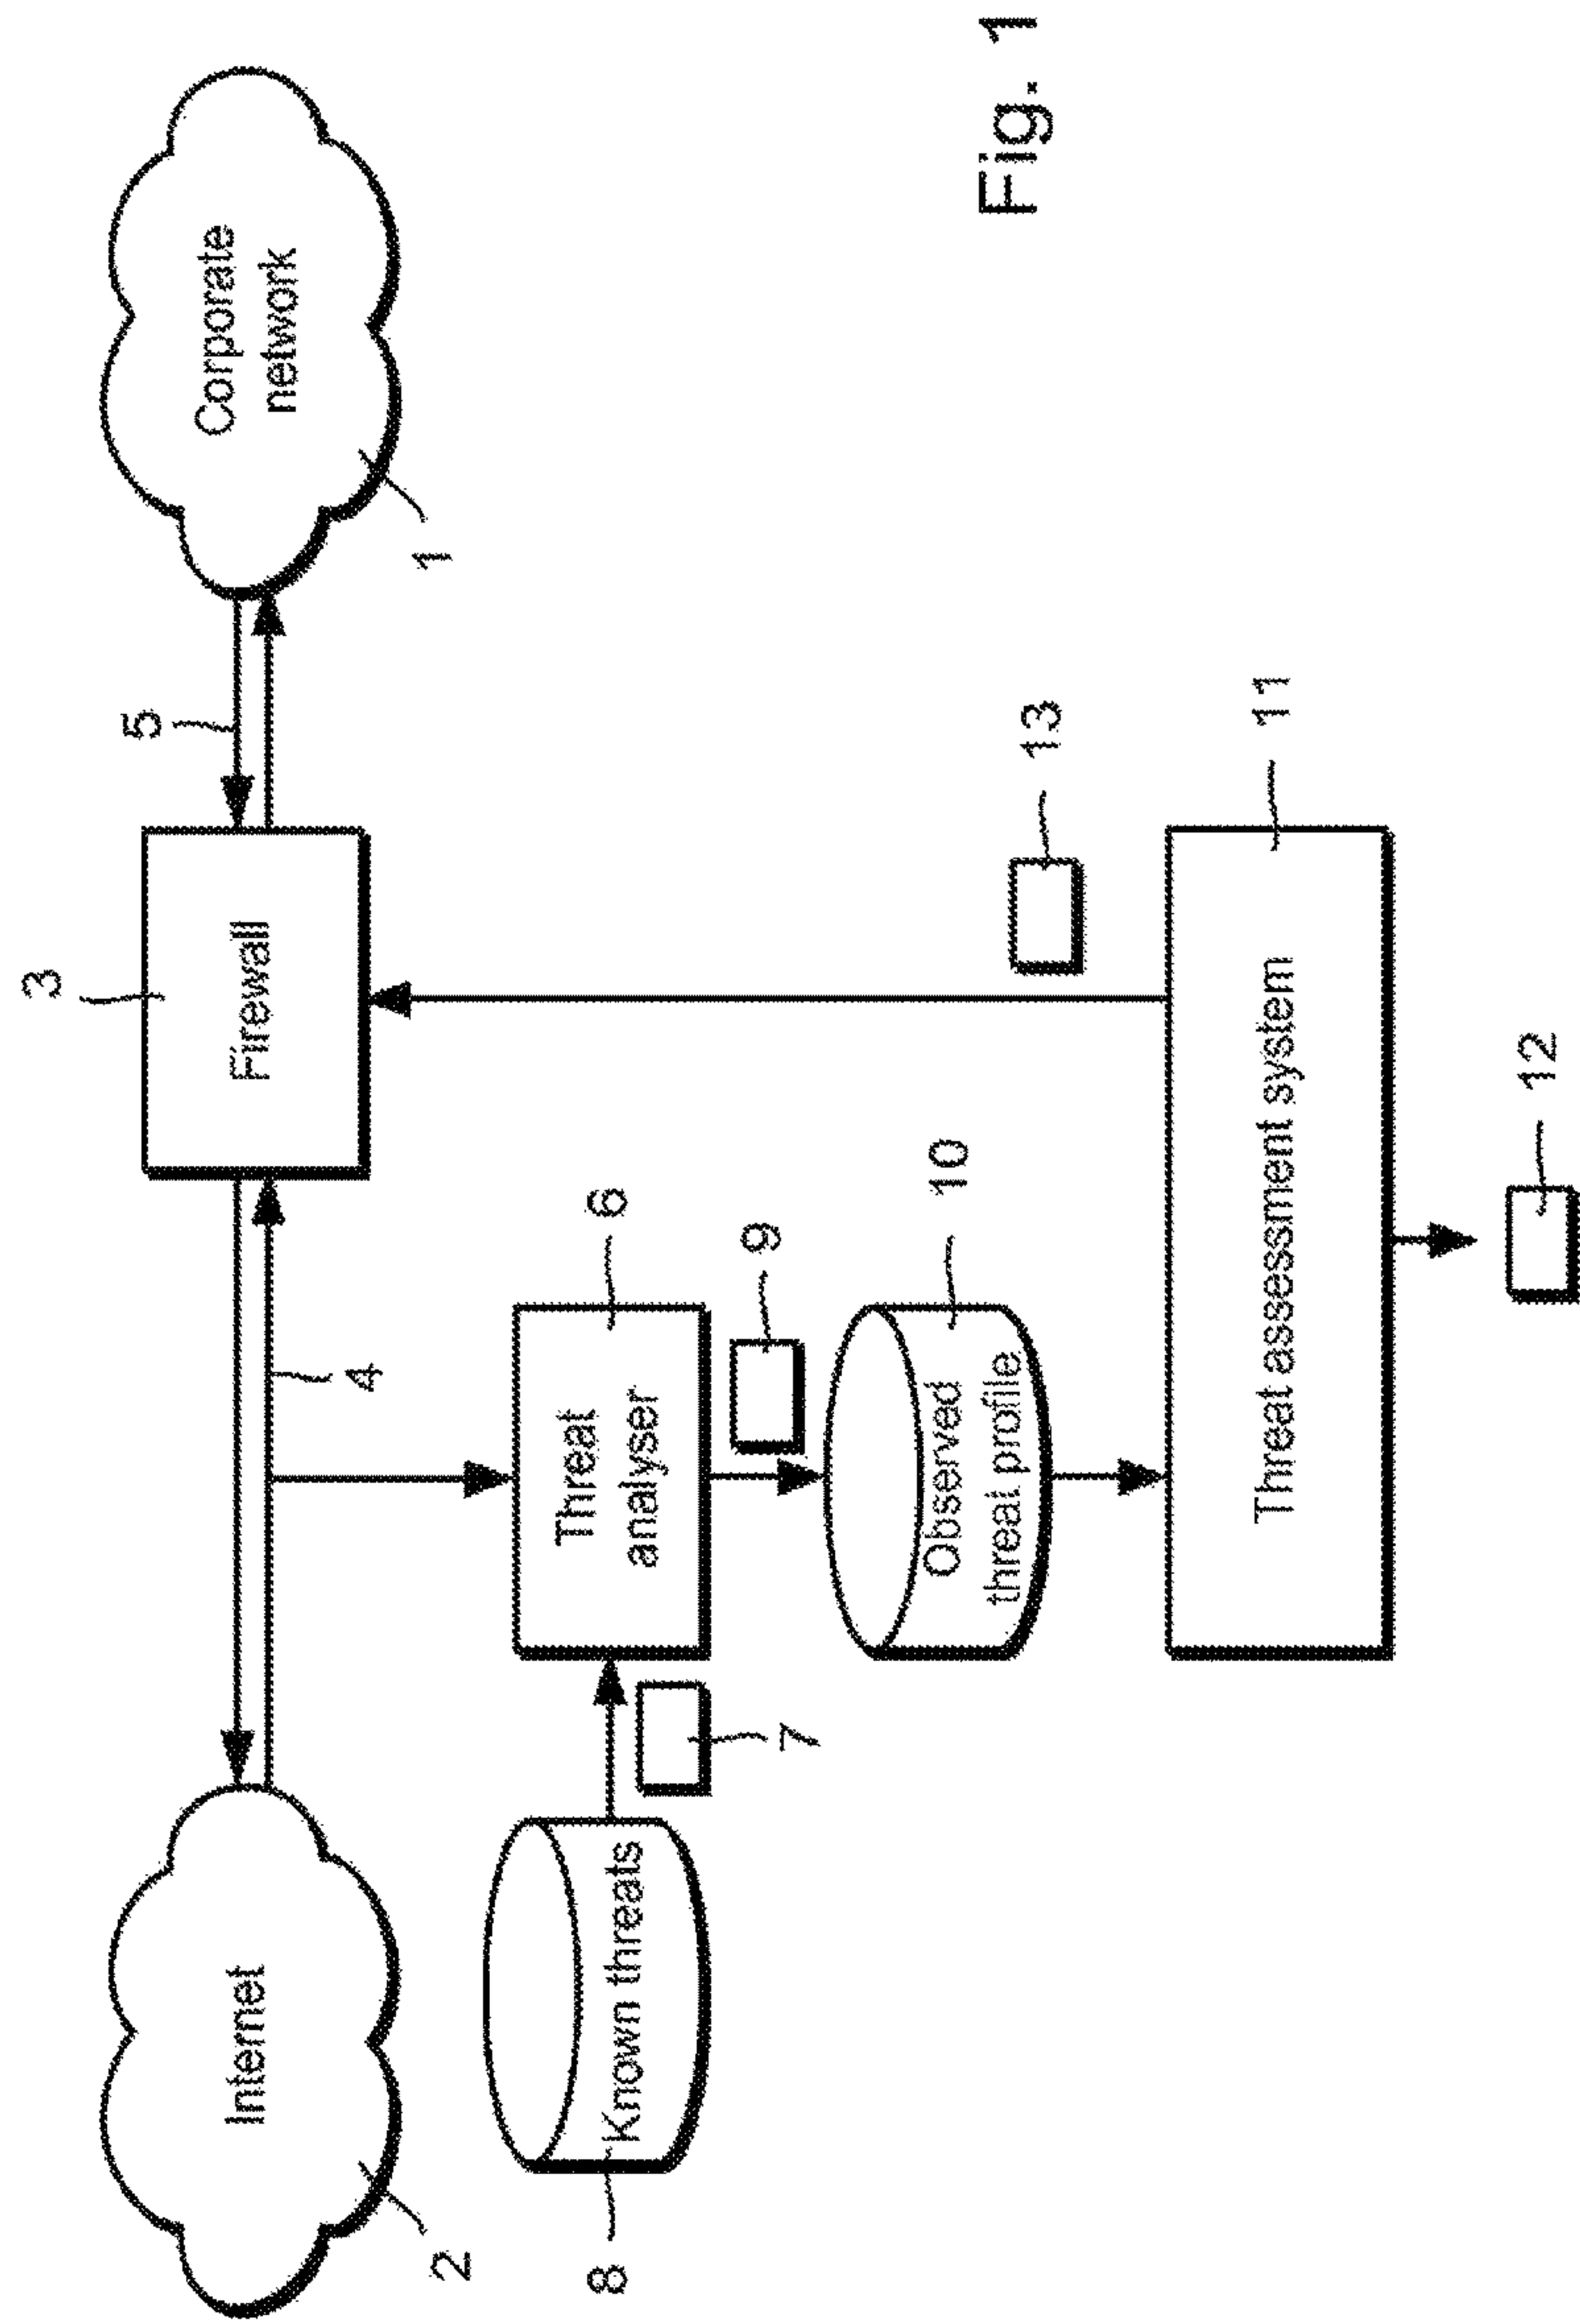 3
5
Internet
Firewall
Corporate
network
2
4
1
Known threats
8
7
Threat
analyser
6
9
Observed
threat profile
10
13
Threat assessment system
11
12
Fig. 1